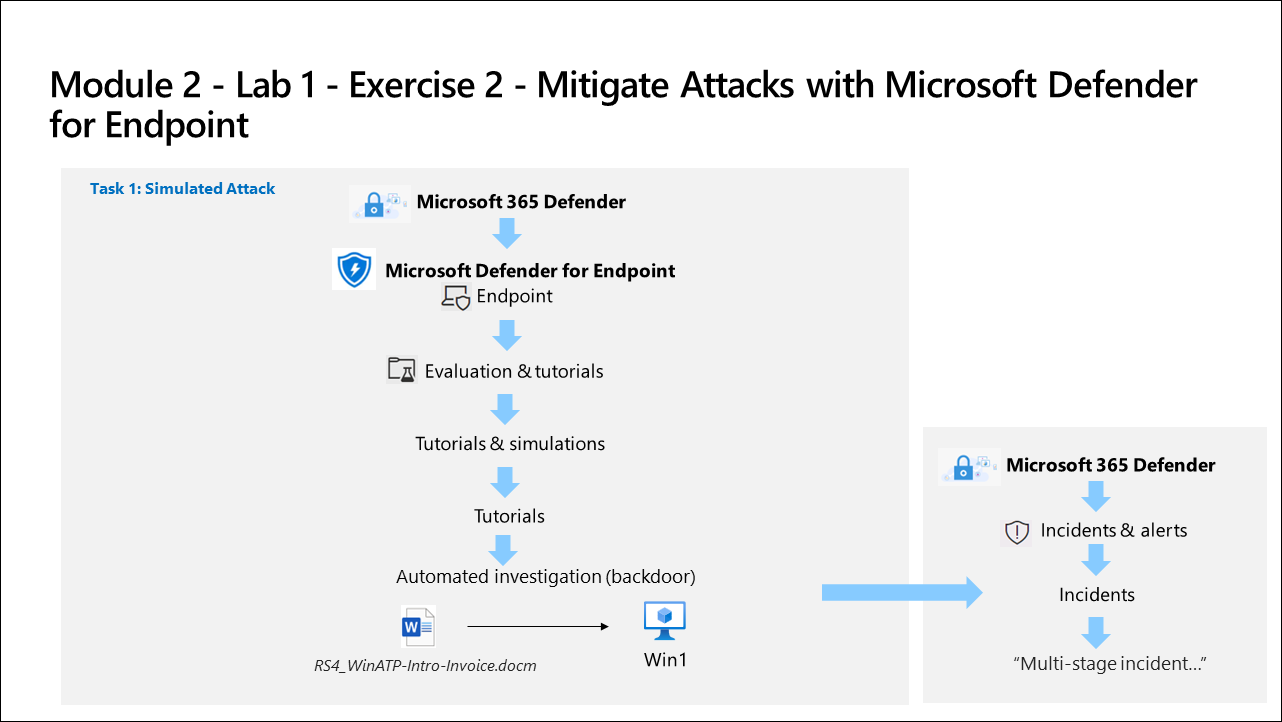 Module 2 - Lab 1 - Exercise 2 - Mitigate Attacks with Microsoft Defender
for Endpoint
Task 1: Simulated Attack
Microsoft 365 Defender
Microsoft Defender for Endpoint
Endpoint
Evaluation & tutorials
Tutorials & simulations
Tutorials
Automated investigation (backdoor)
W
RS4_WinATP-Intro-Invoice.docm
Win1
Microsoft 365 Defender
Incidents & alerts
Incidents
“Multi-stage incident…”